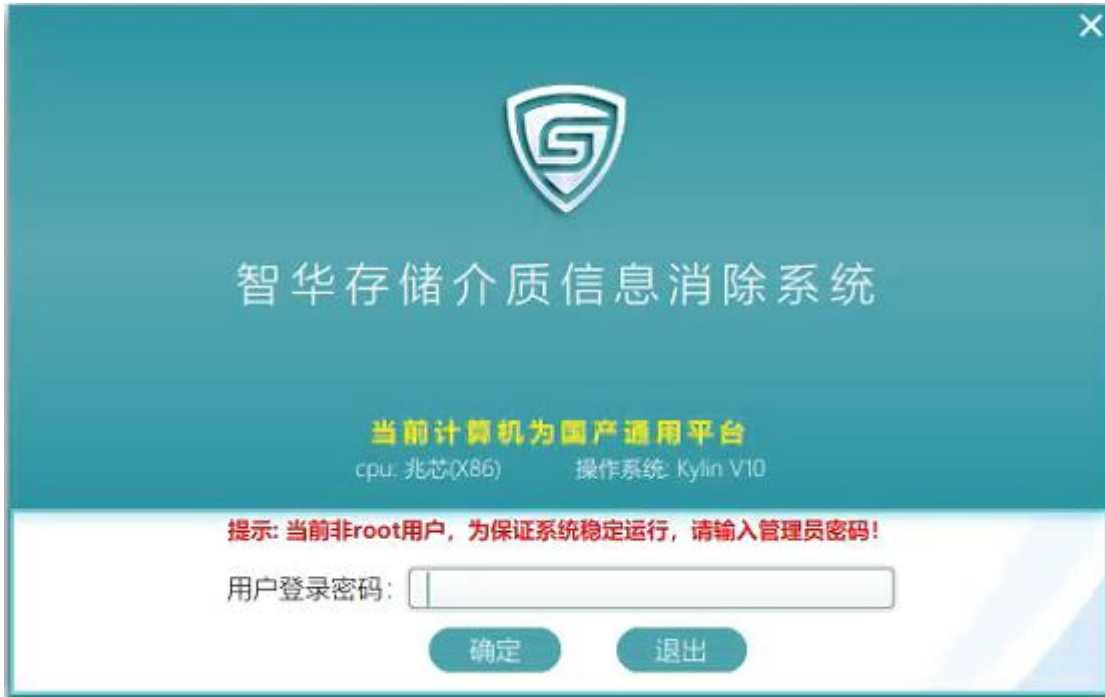 智华存储介质信息消除系统
当前计算机为国产通用平台
cpu: 兆芯(X86) 操作系统: Kylin V10
提示: 当前非root用户，为保证系统稳定运行，请输入管理员密码!
用户登录密码:
确定 退出